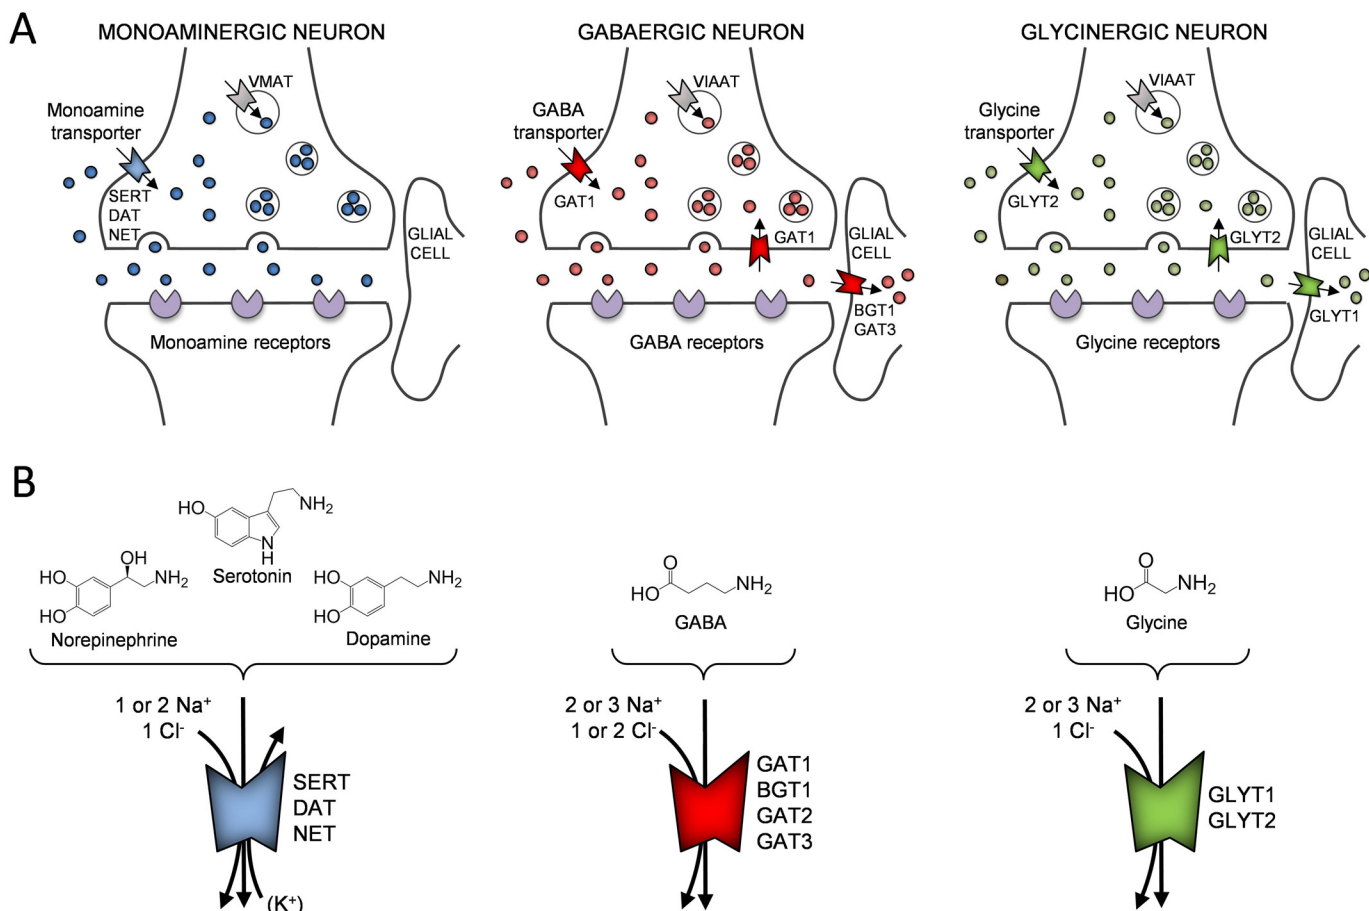 A
MONOAMINERGIC NEURON
VMAT
Monoamine
transporter
SERT
DAT
NET
GLIAL
CELL
Monoamine receptors
GABAERGIC NEURON
VIAAT
GABA
transporter
GAT1
GAT1
GLIAL
CELL
BGT1
GAT3
GABA receptors
GLYCINERGIC NEURON
VIAAT
Glycine
transporter
GLYT2
GLYT2
GLIAL
CELL
GLYT1
Glycine receptors
B
HO
NH₂
N
H
Serotonin
OH
HO
HO
NH₂
Norepinephrine
HO
HO
NH₂
Dopamine
1 or 2 Na⁺
1 Cl⁻
SERT
DAT
NET
(K⁺)
O
HO
NH₂
GABA
2 or 3 Na⁺
1 or 2 Cl⁻
GAT1
BGT1
GAT2
GAT3
O
HO
NH₂
Glycine
2 or 3 Na⁺
1 Cl⁻
GLYT1
GLYT2